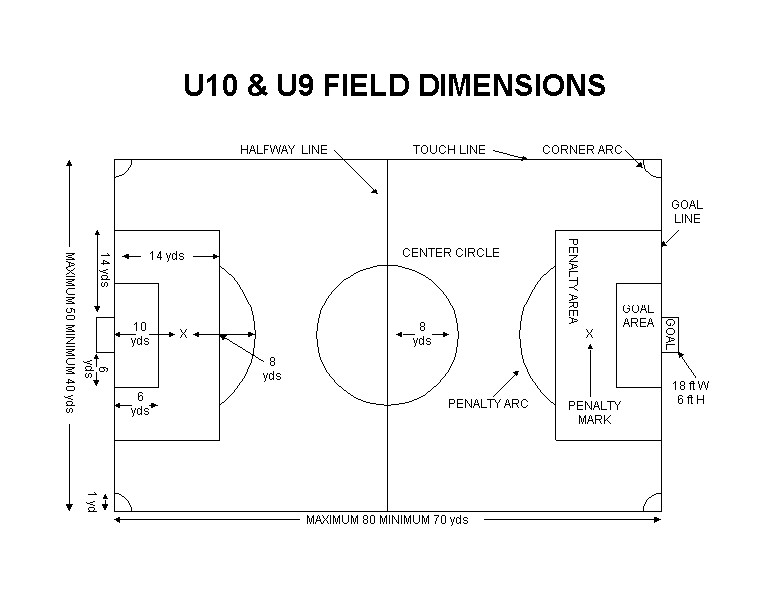 U10 & U9 FIELD DIMENSIONS
HALFWAY LINE
TOUCH LINE
CORNER ARC
GOAL
LINE
14 yds
14 yds
CENTER CIRCLE
PENALTY AREA
MAXIMUM 50 MINIMUM 40 yds
10
yds
X
8
yds
8
yds
X
GOAL
AREA
GOAL
6
yds
6
yds
PENALTY ARC
PENALTY
MARK
18 ft W
6 ft H
1 yd
MAXIMUM 80 MINIMUM 70 yds